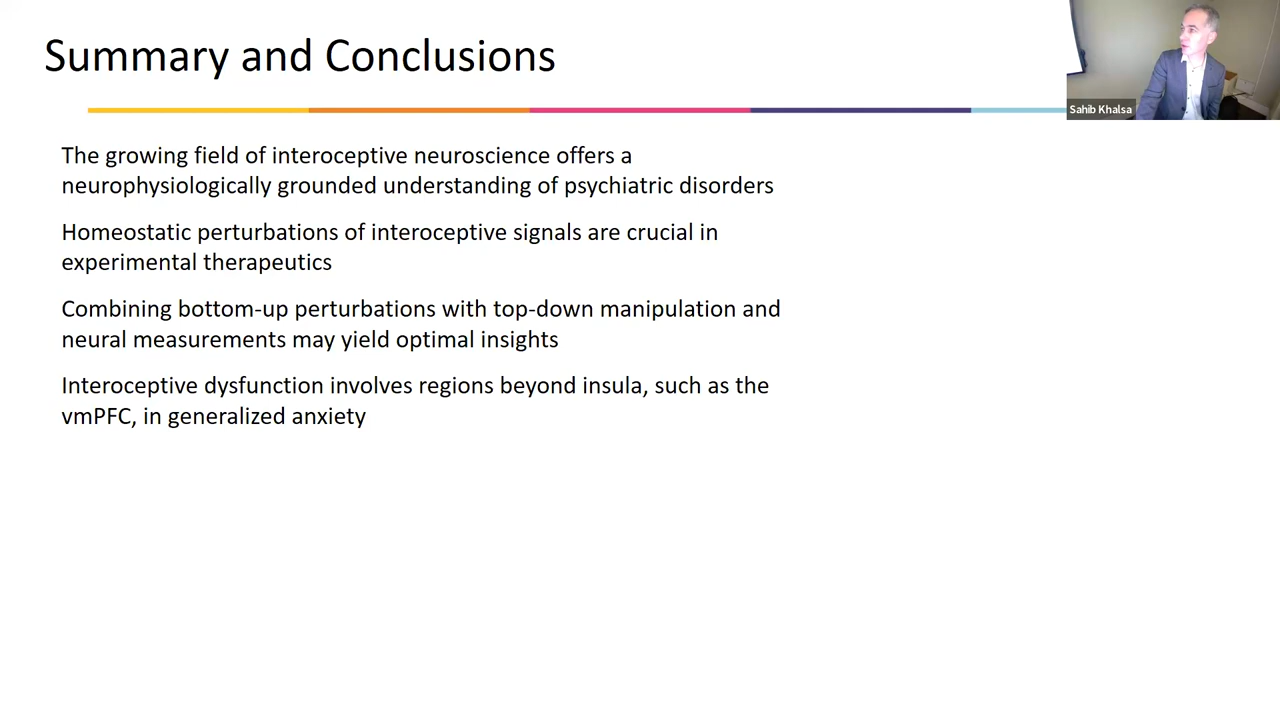 Summary and Conclusions
Sahib Khalsa
The growing field of interoceptive neuroscience offers a
neurophysiologically grounded understanding of psychiatric disorders
Homeostatic perturbations of interoceptive signals are crucial in
experimental therapeutics
Combining bottom-up perturbations with top-down manipulation and
neural measurements may yield optimal insights
Interoceptive dysfunction involves regions beyond insula, such as the
vmPFC, in generalized anxiety